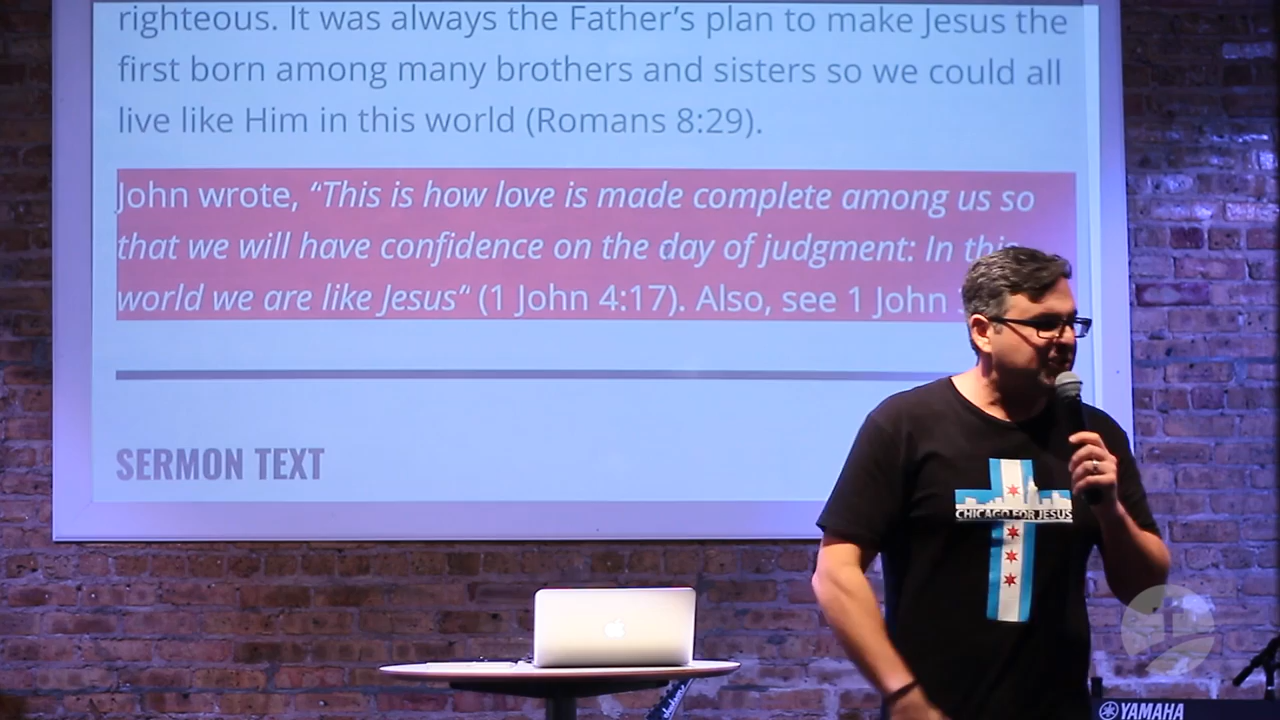 righteous. It was always the Father's plan to make Jesus the
first born among many brothers and sisters so we could all
live like Him in this world (Romans 8:29).
John wrote, “This is how love is made complete among us so
that we will have confidence on the day of judgment: In this
world we are like Jesus“ (1 John 4:17). Also, see 1 John
SERMON TEXT
CHICAGO FOR JESUS
YAMAHA